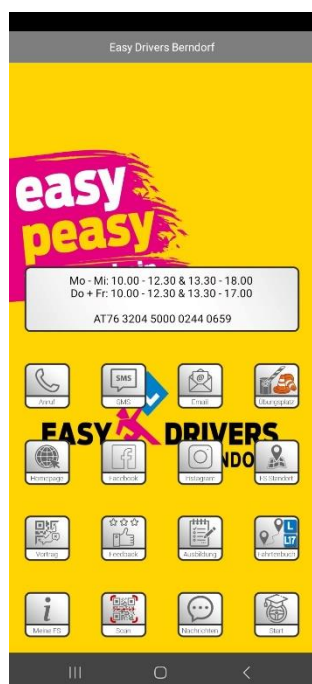 Easy Drivers Berndorf
easy
peasy
Mo - Mi: 10.00 - 12.30 & 13.30 - 18.00
Do + Fr: 10.00 - 12.30 & 13.30 - 17.00
AT76 3204 5000 0244 0659
SMS
Anruf
SMS
Email
Übungsplatz
EASY DRIVERS
Homepage
Facebook
Instagram
FS Standort
L
L17
Vortrag
Feedback
Ausbildung
Fahrtenbuch
i
Meine FS
Scan
Nachrichten
Start